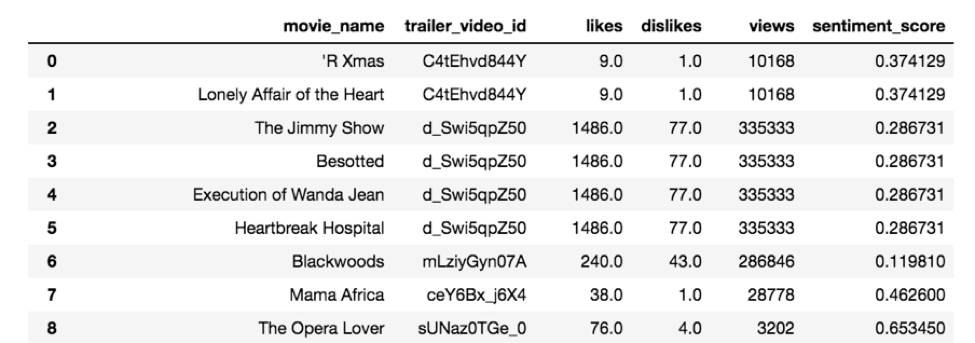 movie_name trailer_video_id likes dislikes views sentiment_score
0 'R Xmas C4tEhvd844Y 9.0 1.0 10168 0.374129
1 Lonely Affair of the Heart C4tEhvd844Y 9.0 1.0 10168 0.374129
2 The Jimmy Show d_Swi5qpZ50 1486.0 77.0 335333 0.286731
3 Besotted d_Swi5qpZ50 1486.0 77.0 335333 0.286731
4 Execution of Wanda Jean d_Swi5qpZ50 1486.0 77.0 335333 0.286731
5 Heartbreak Hospital d_Swi5qpZ50 1486.0 77.0 335333 0.286731
6 Blackwoods mLziyGyn07A 240.0 43.0 286846 0.119810
7 Mama Africa ceY6Bx_j6X4 38.0 1.0 28778 0.462600
8 The Opera Lover sUNaz0TGe_0 76.0 4.0 3202 0.653450